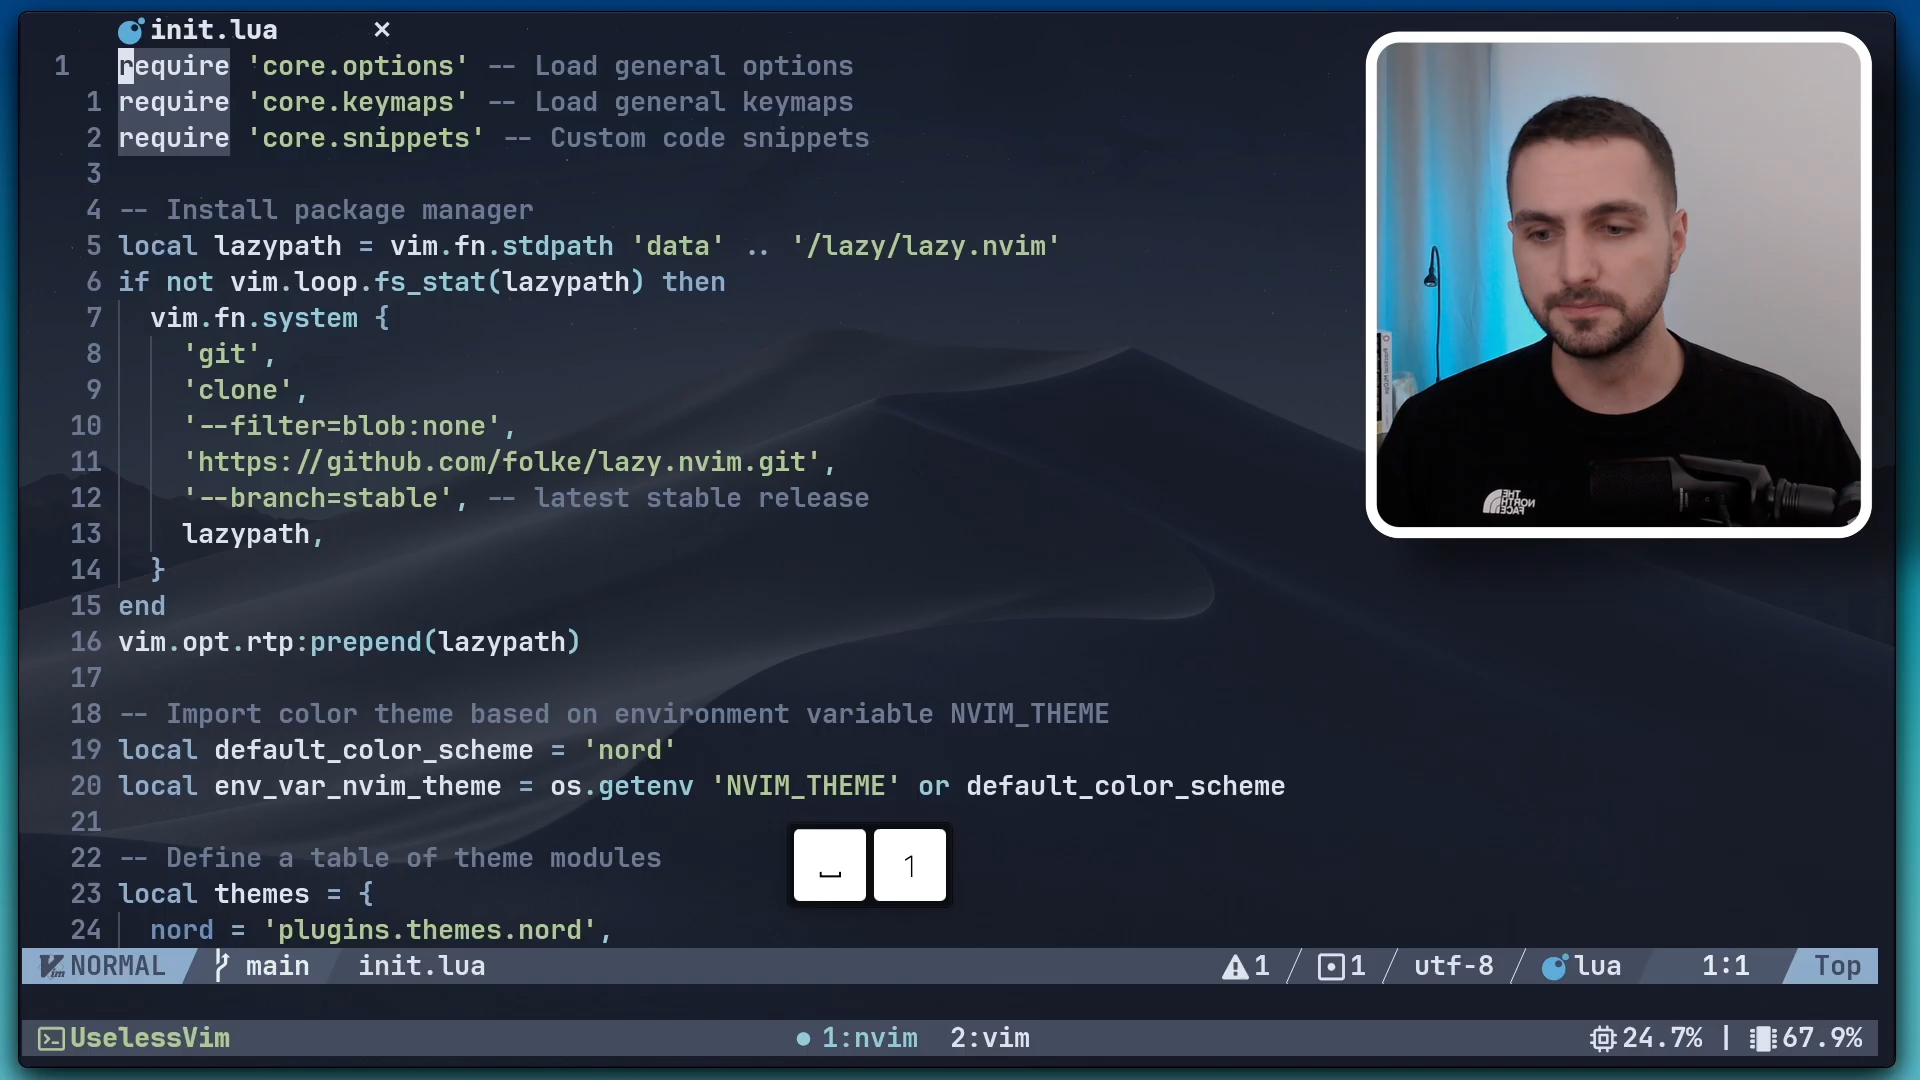 init.lua ×
1 require 'core.options' -- Load general options
1 require 'core.keymaps' -- Load general keymaps
2 require 'core.snippets' -- Custom code snippets
3
4 -- Install package manager
5 local lazypath = vim.fn.stdpath 'data' .. '/lazy/lazy.nvim'
6 if not vim.loop.fs_stat(lazypath) then
7 vim.fn.system {
8 'git',
9 'clone',
10 '--filter=blob:none',
11 'https://github.com/folke/lazy.nvim.git',
12 '--branch=stable', -- latest stable release
13 lazypath,
14 }
15 end
16 vim.opt.rtp:prepend(lazypath)
17
18 -- Import color theme based on environment variable NVIM_THEME
19 local default_color_scheme = 'nord'
20 local env_var_nvim_theme = os.getenv 'NVIM_THEME' or default_color_scheme
21
22 -- Define a table of theme modules
23 local themes = {
24 nord = 'plugins.themes.nord',
THE
NORTH
FACE
1
NORMAL main init.lua 1 1 utf-8 lua 1:1 Top
UselessVim 1:nvim 2:vim 24.7% | 67.9%